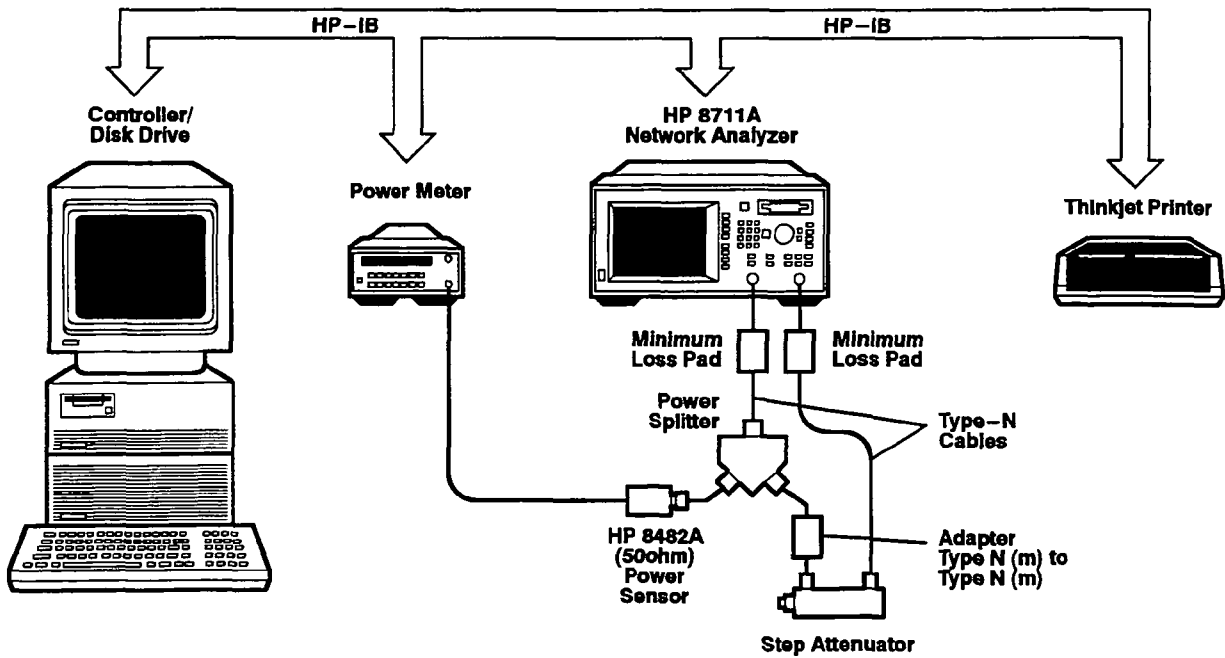 HP-IB
HP-IB
Controller/
Disk Drive
HP 8711A
Network Analyzer
Power Meter
Thinkjet Printer
Minimum
Loss Pad
Minimum
Loss Pad
Power
Splitter
Type-N
Cables
HP 8482A
(50ohm)
Power
Sensor
Adapter
Type N (m) to
Type N (m)
Step Attenuator